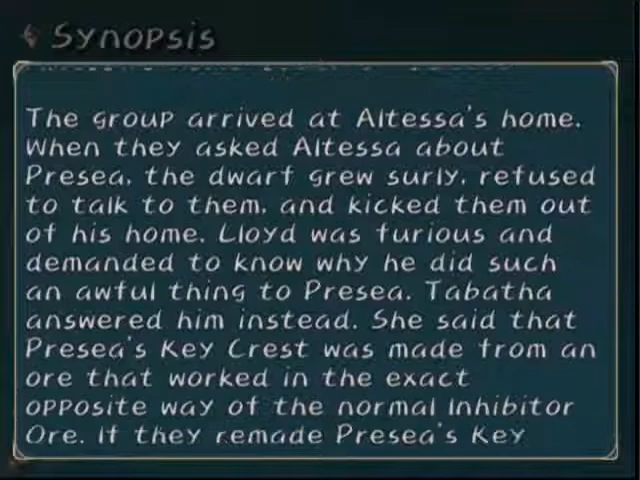 Synopsis
The group arrived at Altessa's home.
When they asked Altessa about
Presea, the dwarf grew surly, refused
to talk to them, and kicked them out
of his home. Lloyd was furious and
demanded to know why he did such
an awful thing to Presea. Tabatha
answered him instead. She said that
Presea's Key Crest was made from an
ore that worked in the exact
opposite way of the normal Inhibitor
Ore. If they remade Presea's Key